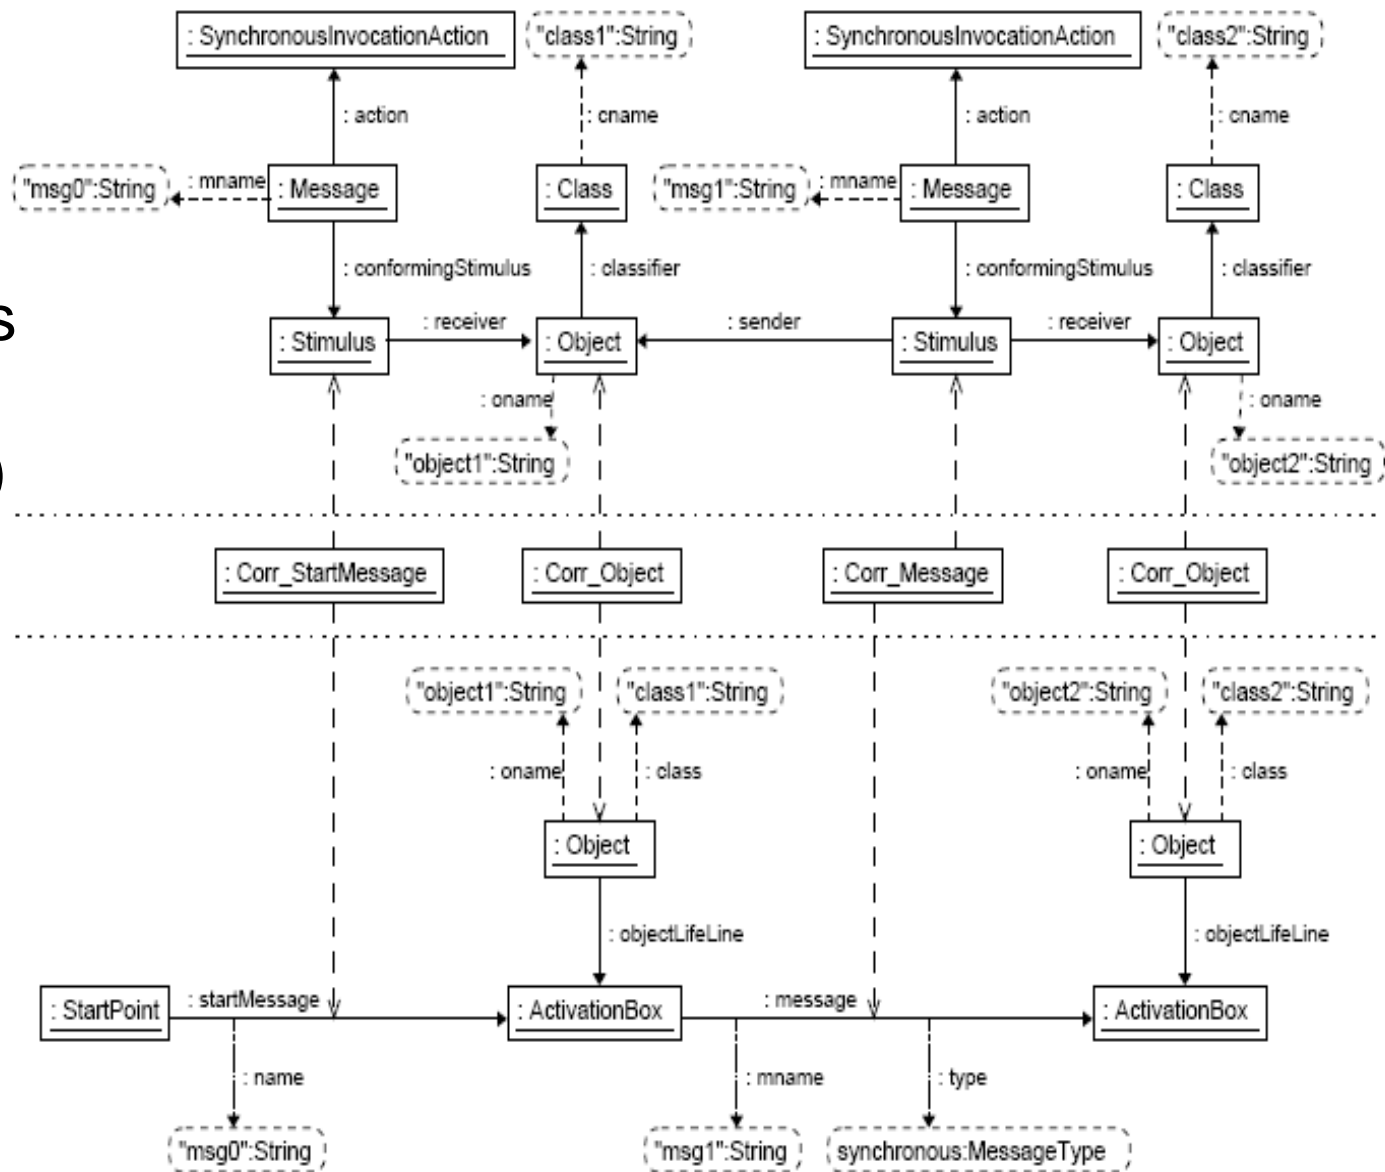 : SynchronousInvocationAction
"class1":String
: SynchronousInvocationAction
"class2":String
: action
: cname
: action
: cname
"msg0":String
: mname
: Message
: Class
"msg1":String
: mname
: Message
: Class
: conformingStimulus
: classifier
: conformingStimulus
: classifier
s
: Stimulus
: receiver
: Object
: sender
: Stimulus
: receiver
: Object
: oname
: oname
)
"object1":String
"object2":String
: Corr_StartMessage
: Corr_Object
: Corr_Message
: Corr_Object
"object1":String
"class1":String
"object2":String
"class2":String
: oname
: class
: oname
: class
: Object
: Object
: objectLifeLine
: objectLifeLine
: StartPoint
: startMessage
: ActivationBox
: message
: ActivationBox
: name
: mname
: type
"msg0":String
"msg1":String
synchronous:MessageType